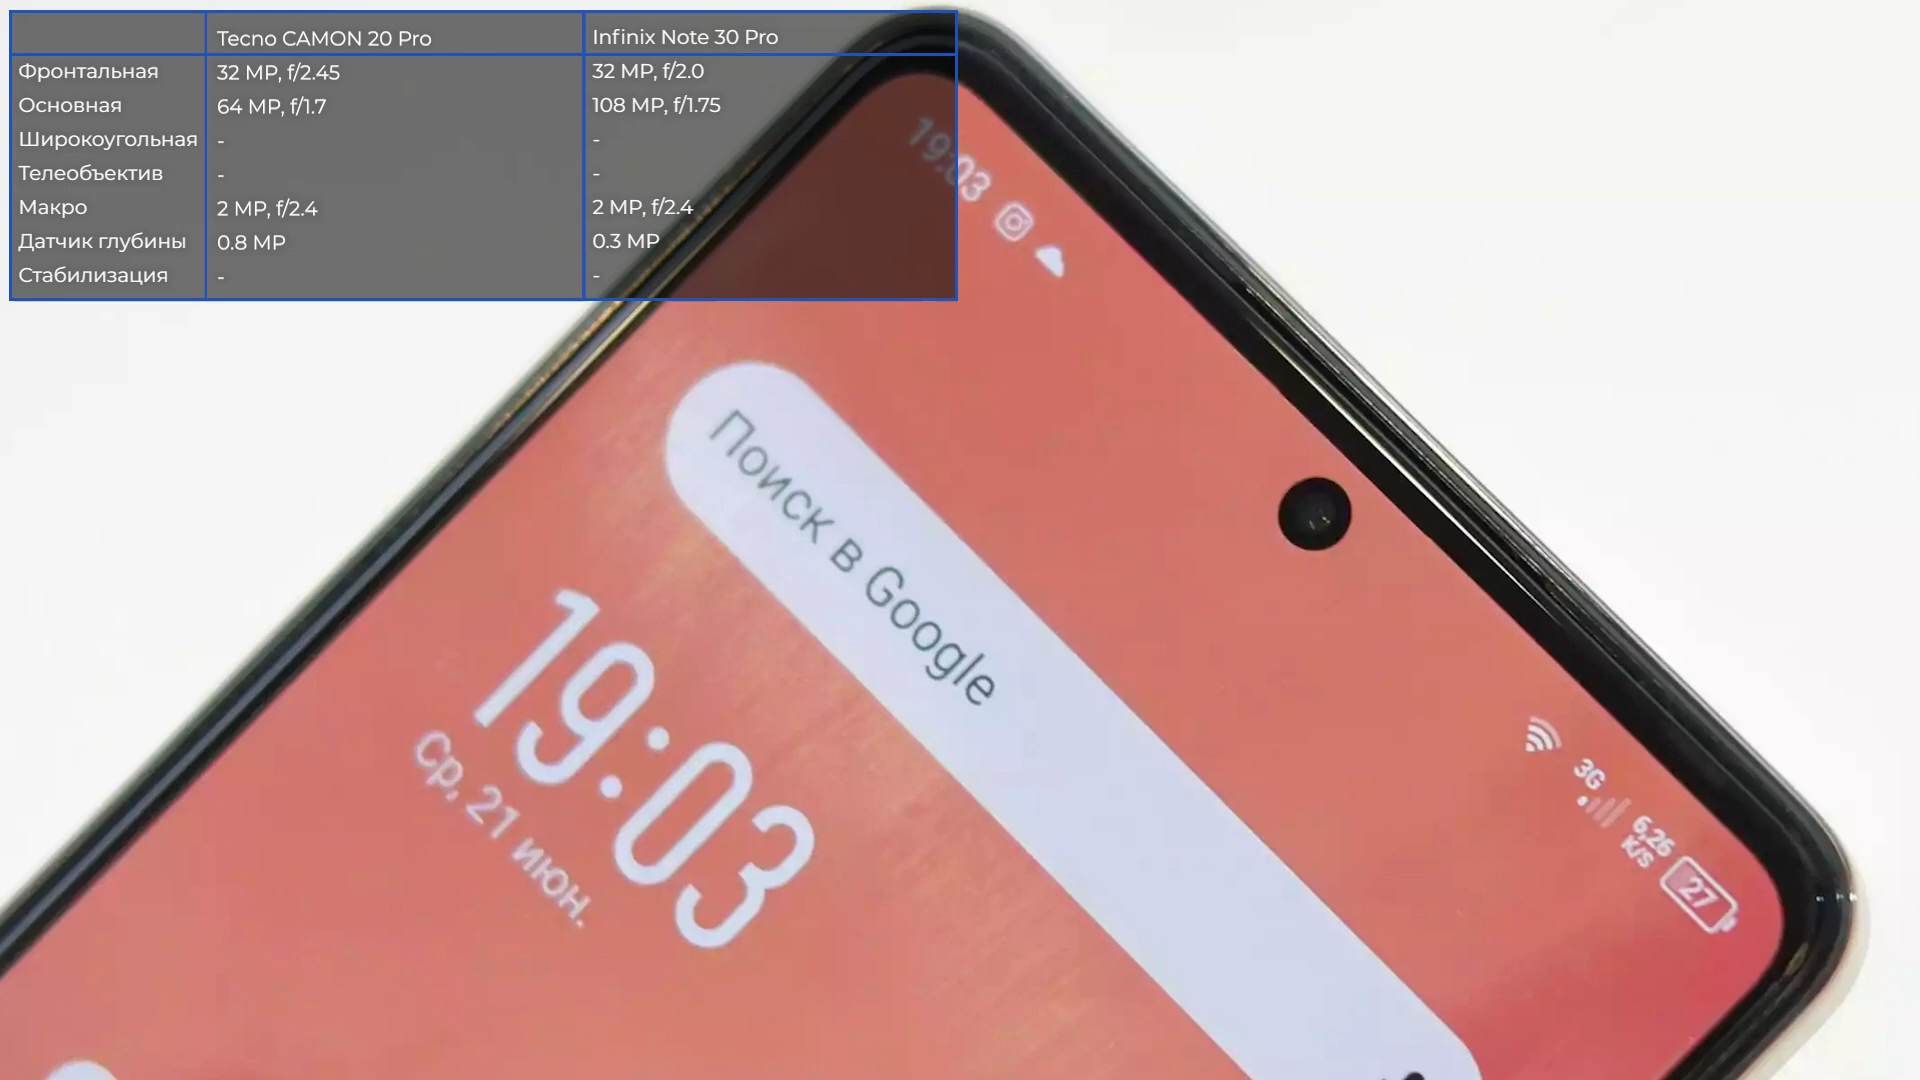 Tecno CAMON 20 Pro Infinix Note 30 Pro
Фронтальная 32 MP, f/2.45 32 MP, f/2.0
Основная 64 MP, f/1.7 108 MP, f/1.75
Широкоугольная - -
Телеобъектив - -
Макро 2 MP, f/2.4 2 MP, f/2.4
Датчик глубины 0.8 MP 0.3 MP
Стабилизация - -
19:03
Поиск в Google
19:03
Ср, 21 июн.
3G
6,26
K/S
27